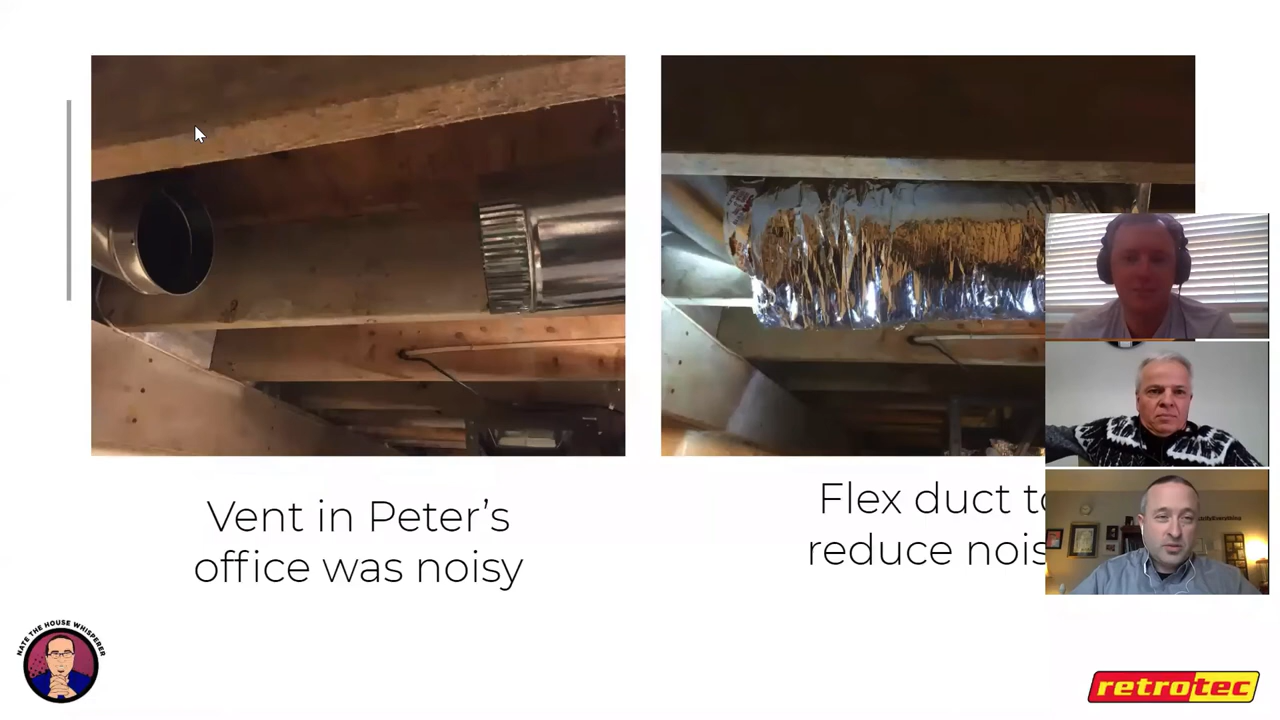 Vent in Peter's
office was noisy
Flex duct to
reduce nois
NATE THE HOUSE WHISPERER
retrotec